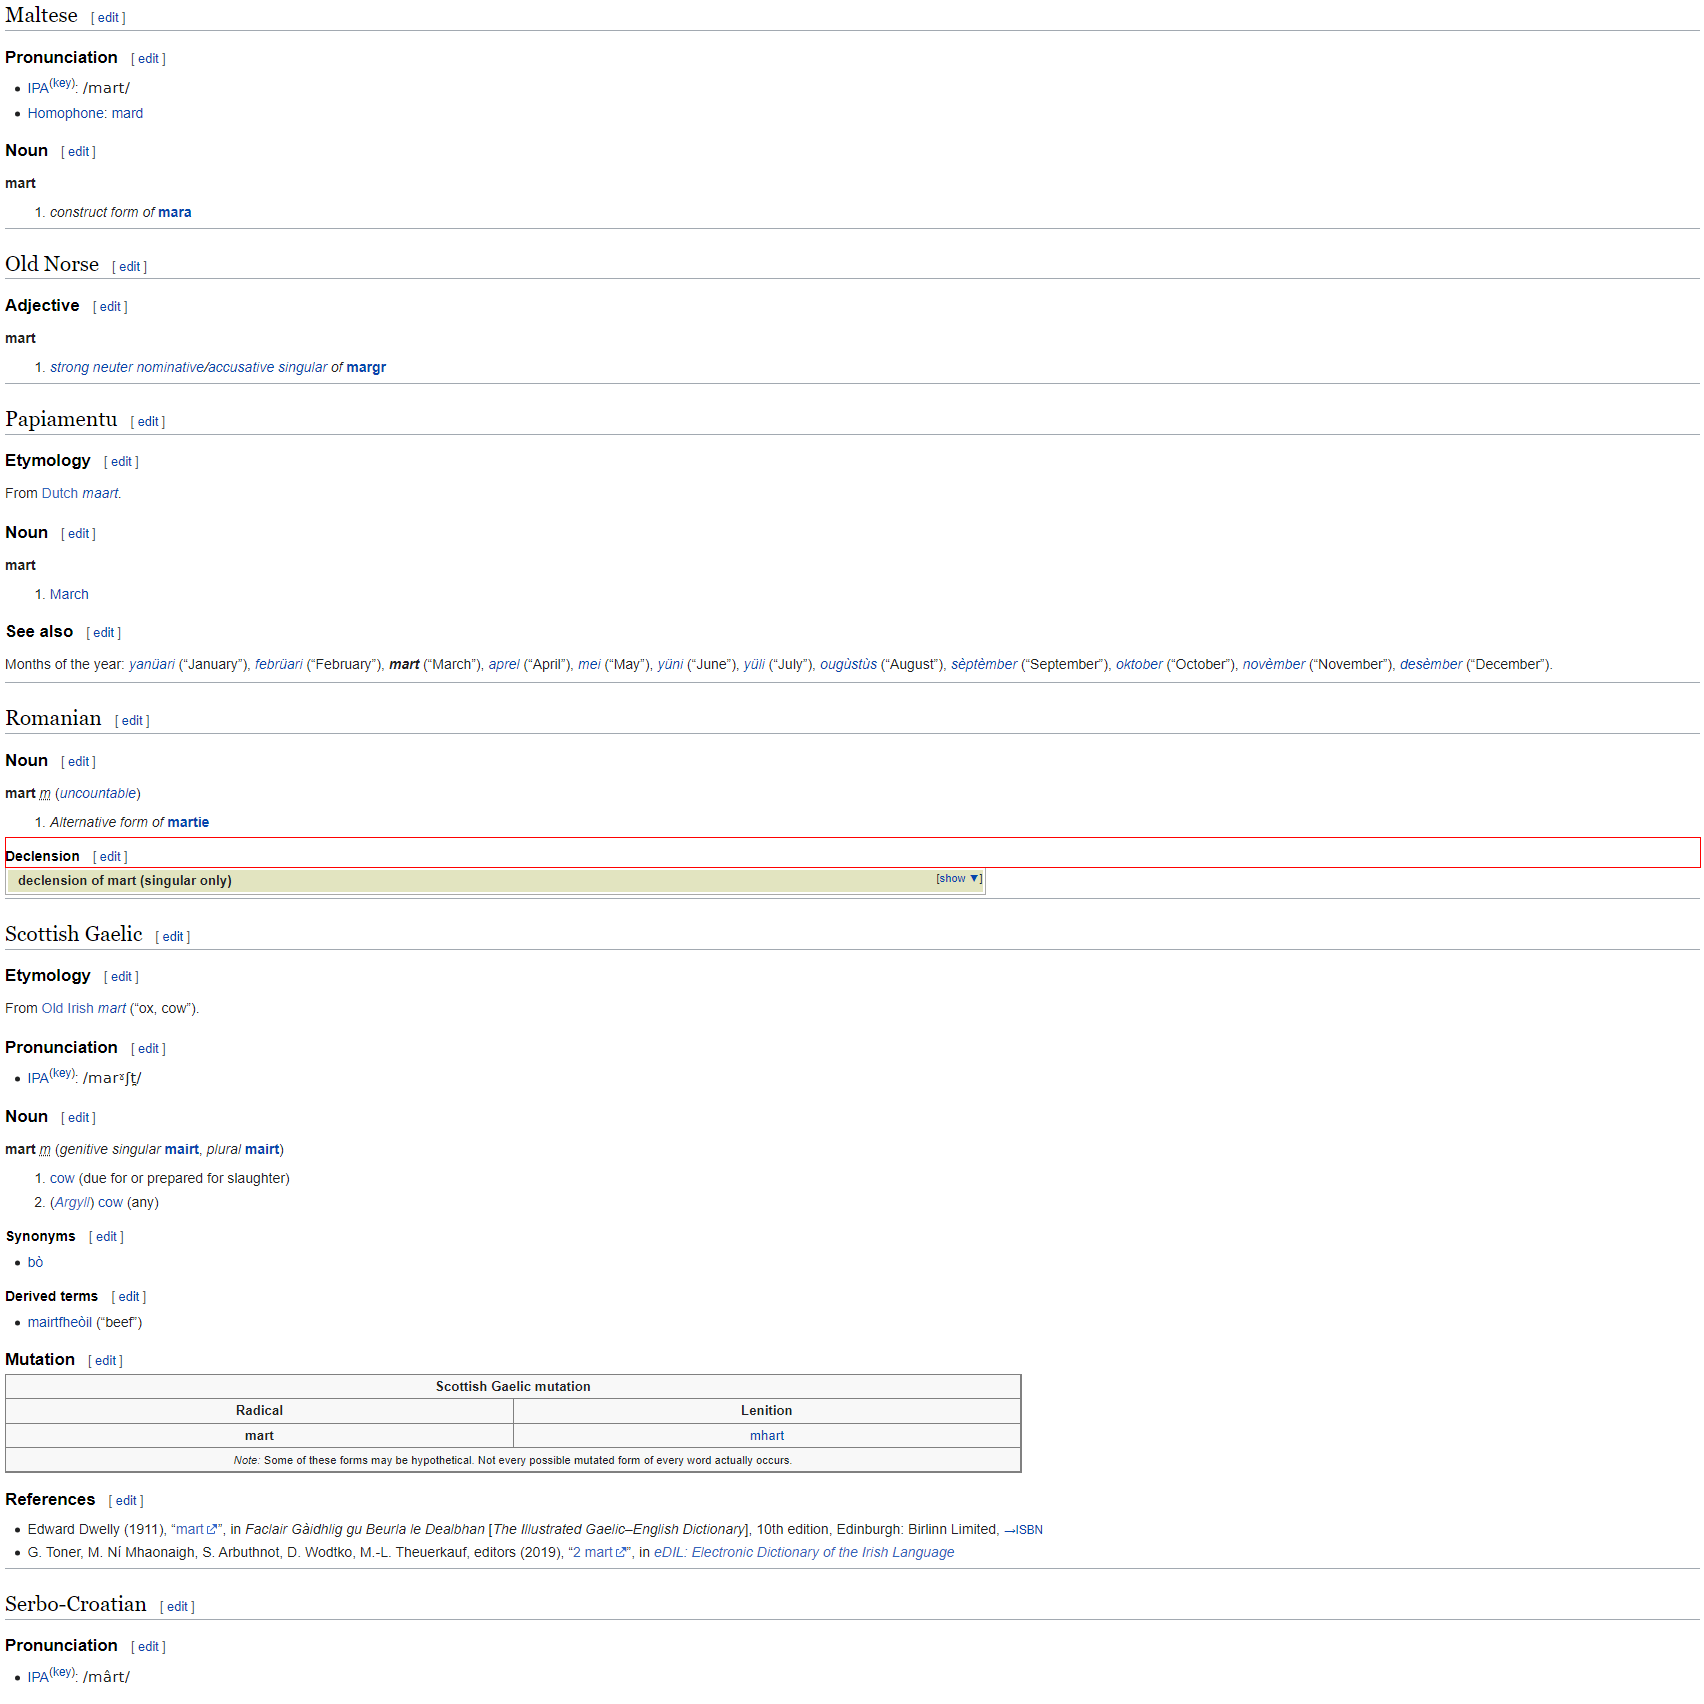 Maltese [ edit ]
Pronunciation [ edit ]
• IPA(key): /mart/
• Homophone: mard
Noun [ edit ]
mart
1. construct form of mara
Old Norse [ edit ]
Adjective [ edit ]
mart
1. strong neuter nominative/accusative singular of margr
Papiamentu [ edit ]
Etymology [ edit ]
From Dutch maart.
Noun [ edit ]
mart
1. March
See also [ edit ]
Months of the year: yanüari (“January”), febrüari (“February”), mart (“March”), aprel (“April”), mei (“May”), yüni (“June”), yüli (“July”), ougùstùs (“August”), sèptèmber (“September”), oktober (“October”), novèmber (“November”), desèmber (“December”).
Romanian [ edit ]
Noun [ edit ]
mart m (uncountable)
1. Alternative form of martie
Declension [ edit ]
declension of mart (singular only) [show ▼]
Scottish Gaelic [ edit ]
Etymology [ edit ]
From Old Irish mart (“ox, cow”).
Pronunciation [ edit ]
• IPA(key): /marˠʃt̪/
Noun [ edit ]
mart m (genitive singular mairt, plural mairt)
1. cow (due for or prepared for slaughter)
2. (Argyll) cow (any)
Synonyms [ edit ]
• bò
Derived terms [ edit ]
• mairtfheòil (“beef”)
Mutation [ edit ]
Scottish Gaelic mutation
Radical Lenition
mart mhart
Note: Some of these forms may be hypothetical. Not every possible mutated form of every word actually occurs.
References [ edit ]
• Edward Dwelly (1911), “mart”, in Faclair Gàidhlig gu Beurla le Dealbhan [The Illustrated Gaelic–English Dictionary], 10th edition, Edinburgh: Birlinn Limited, →ISBN
• G. Toner, M. Ní Mhaonaigh, S. Arbuthnot, D. Wodtko, M.-L. Theuerkauf, editors (2019), “2 mart”, in eDIL: Electronic Dictionary of the Irish Language
Serbo-Croatian [ edit ]
Pronunciation [ edit ]
• IPA(key): /mârt/